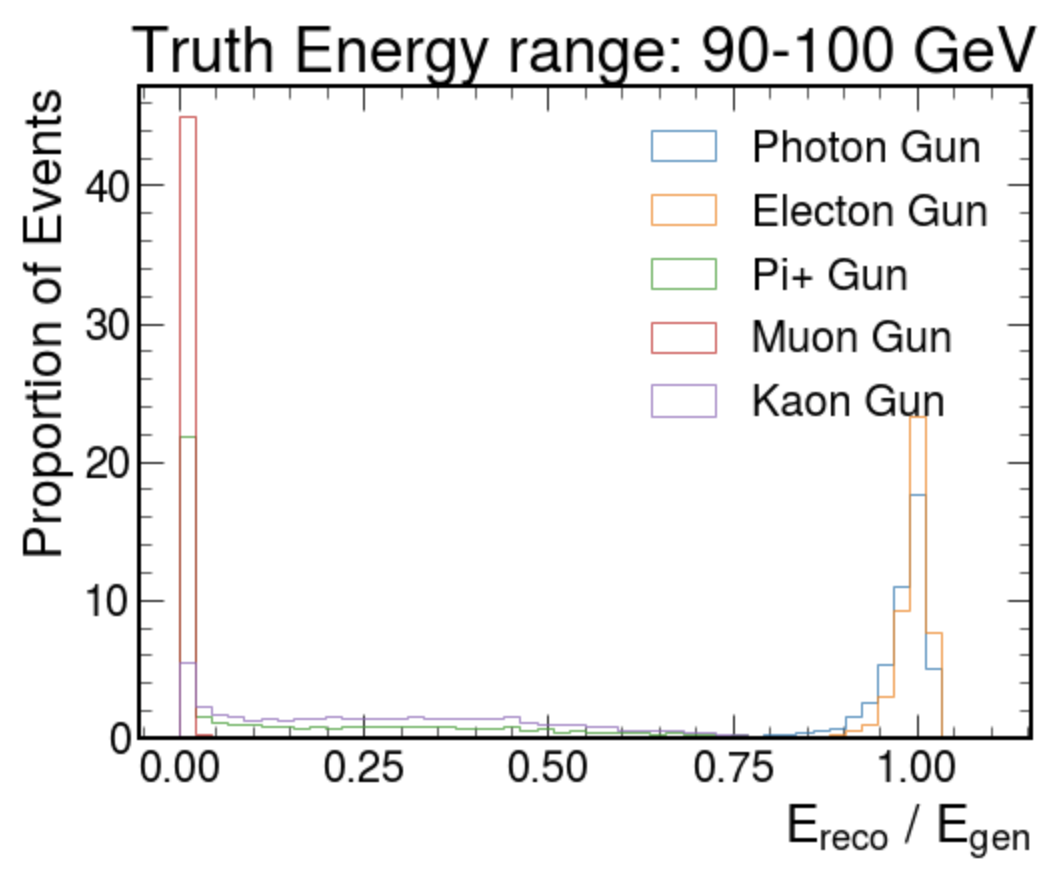 Truth Energy range: 90-100 GeV
Proportion of Events
40
30
20
10
0
Photon Gun
Electon Gun
Pi+ Gun
Muon Gun
Kaon Gun
0.00 0.25 0.50 0.75 1.00
E_reco / E_gen